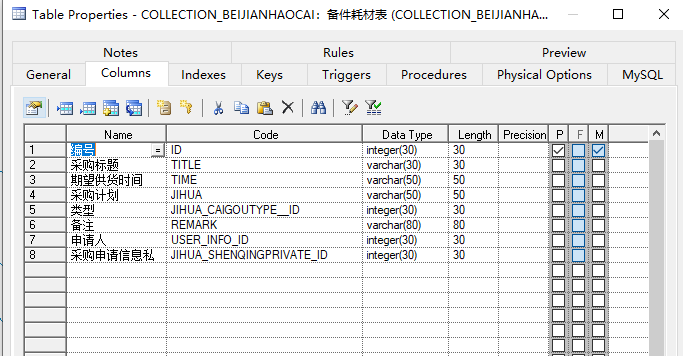 Table Properties - COLLECTION_BEIJIANHAOCAI：备件耗材表 (COLLECTION_BEIJIANHA...
Notes Rules Preview
General Columns Indexes Keys Triggers Procedures Physical Options MySQL
Name Code Data Type Length Precision P F M
1 编号 = ID integer(30) 30
2 采购标题 TITLE varchar(30) 30
3 期望供货时间 TIME varchar(50) 50
4 采购计划 JIHUA varchar(50) 50
5 类型 JIHUA_CAIGOUTYPE__ID integer(30) 30
6 备注 REMARK varchar(80) 80
7 申请人 USER_INFO_ID integer(30) 30
8 采购申请信息私 JIHUA_SHENQINGPRIVATE_ID integer(30) 30